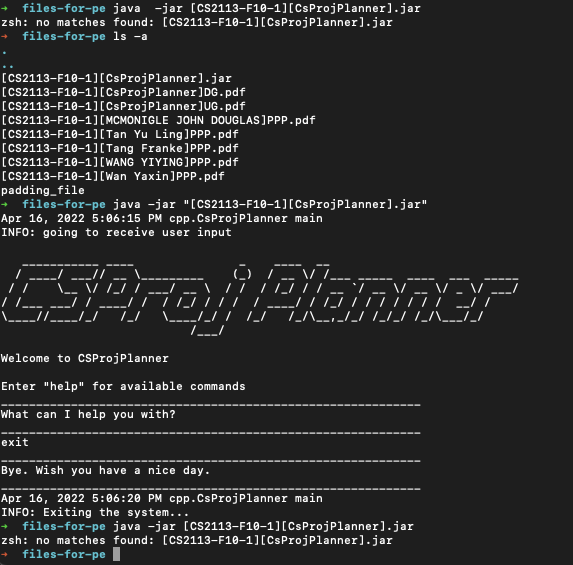 ➜  files-for-pe java  -jar [CS2113-F10-1][CsProjPlanner].jar
zsh: no matches found: [CS2113-F10-1][CsProjPlanner].jar
➜  files-for-pe ls -a
.
..
[CS2113-F10-1][CsProjPlanner].jar
[CS2113-F10-1][CsProjPlanner]DG.pdf
[CS2113-F10-1][CsProjPlanner]UG.pdf
[CS2113-F10-1][MCMONIGLE JOHN DOUGLAS]PPP.pdf
[CS2113-F10-1][Tan Yu Ling]PPP.pdf
[CS2113-F10-1][Tang Franke]PPP.pdf
[CS2113-F10-1][WANG YIYING]PPP.pdf
[CS2113-F10-1][Wan Yaxin]PPP.pdf
padding_file
➜  files-for-pe java -jar "[CS2113-F10-1][CsProjPlanner].jar"
Apr 16, 2022 5:06:15 PM cpp.CsProjPlanner main
INFO: going to receive user input
CSProjPlanner
Welcome to CSProjPlanner
Enter "help" for available commands
What can I help you with?
exit
Bye. Wish you have a nice day.
Apr 16, 2022 5:06:20 PM cpp.CsProjPlanner main
INFO: Exiting the system...
➜  files-for-pe java -jar [CS2113-F10-1][CsProjPlanner].jar
zsh: no matches found: [CS2113-F10-1][CsProjPlanner].jar
➜  files-for-pe